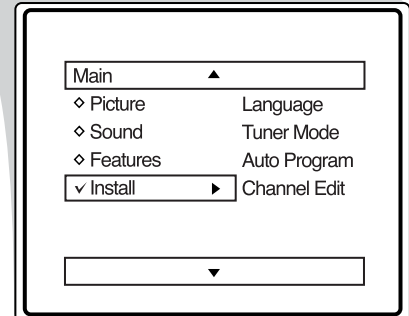 Main
Picture Language
Sound Tuner Mode
Features Auto Program
Install Channel Edit